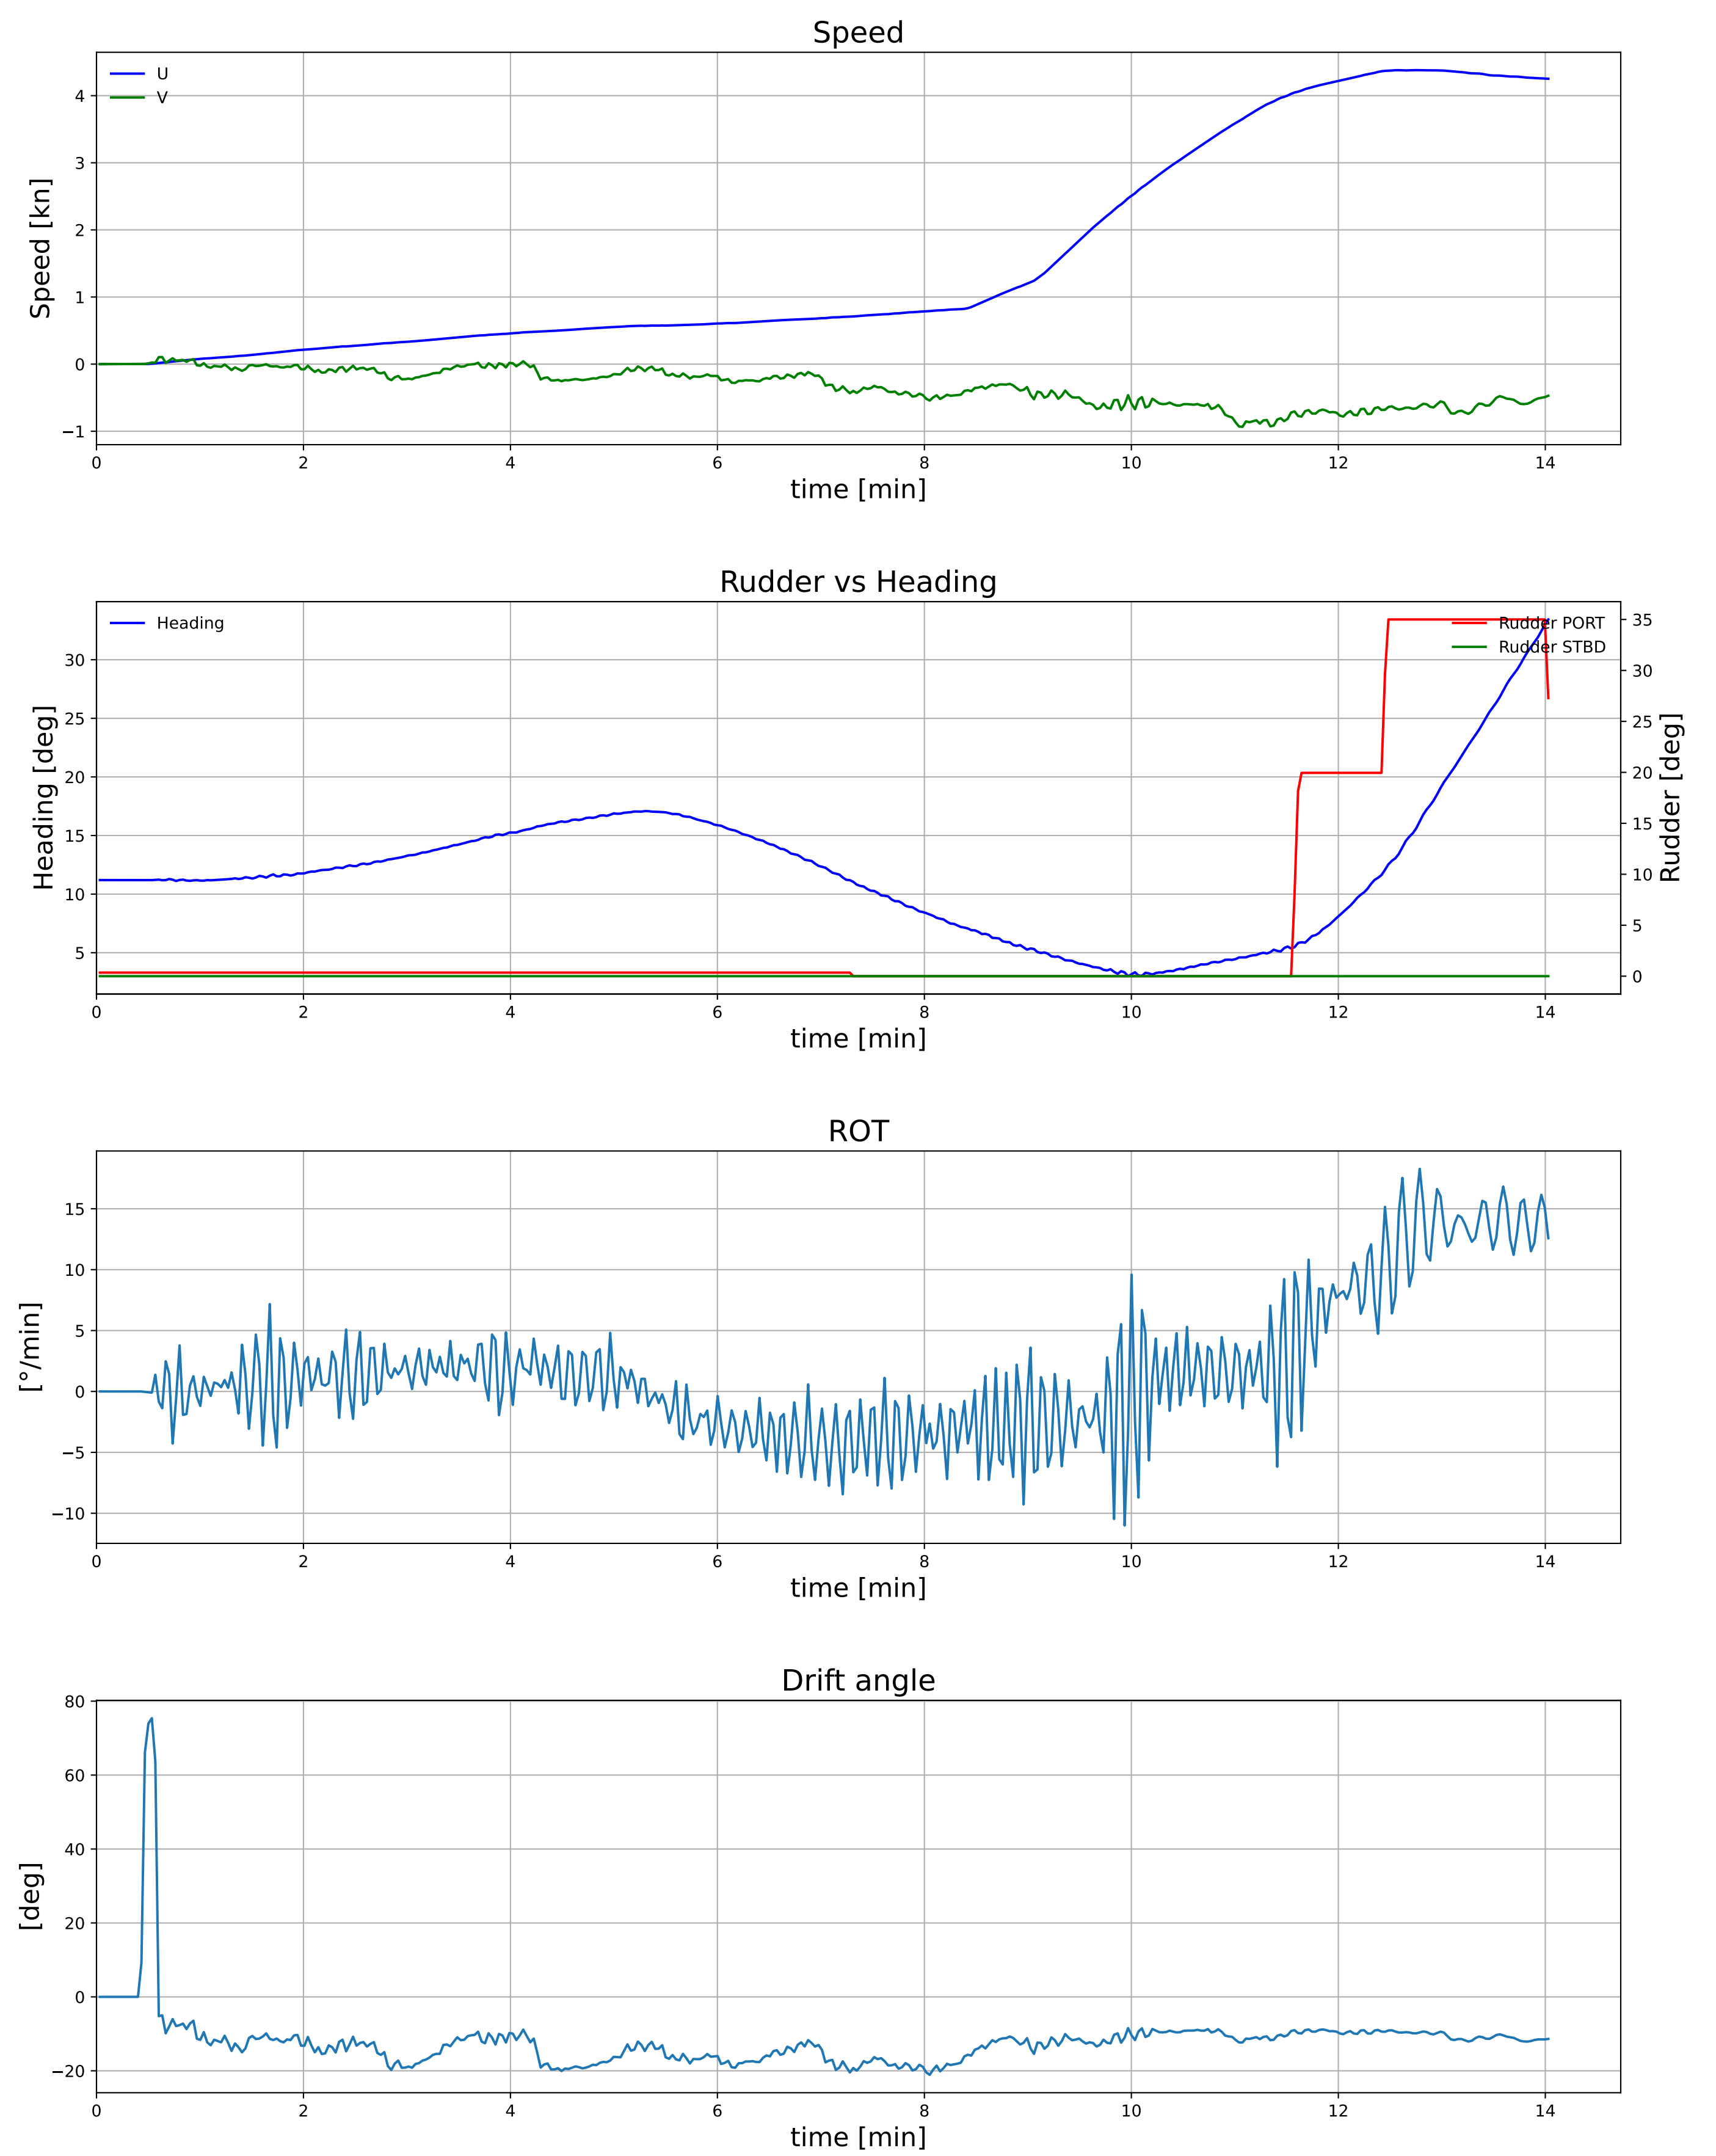 Speed
U
V
Speed [kn]
4
3
2
1
0
−1
0 2 4 6 8 10 12 14
time [min]
Rudder vs Heading
Heading
Rudder PORT
Rudder STBD
Heading [deg]
30
25
20
15
10
5
Rudder [deg]
35
30
25
20
15
10
5
0
0 2 4 6 8 10 12 14
time [min]
ROT
[°/min]
15
10
5
0
−5
−10
0 2 4 6 8 10 12 14
time [min]
Drift angle
[deg]
80
60
40
20
0
−20
0 2 4 6 8 10 12 14
time [min]